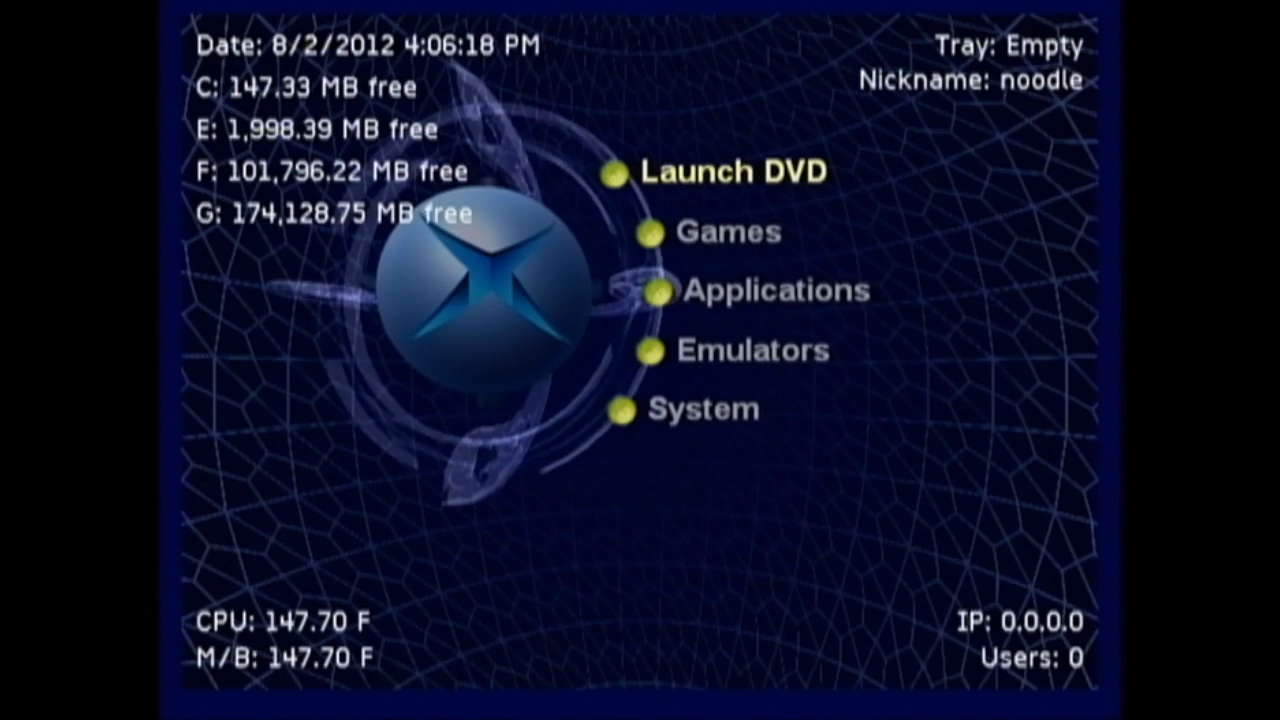 Date: 8/2/2012 4:06:18 PM
Tray: Empty
C: 147.33 MB free
Nickname: noodle
E: 1,998.39 MB free
F: 101,796.22 MB free
G: 174,128.75 MB free
Launch DVD
Games
Applications
Emulators
System
CPU: 147.70 F
IP: 0.0.0.0
M/B: 147.70 F
Users: 0